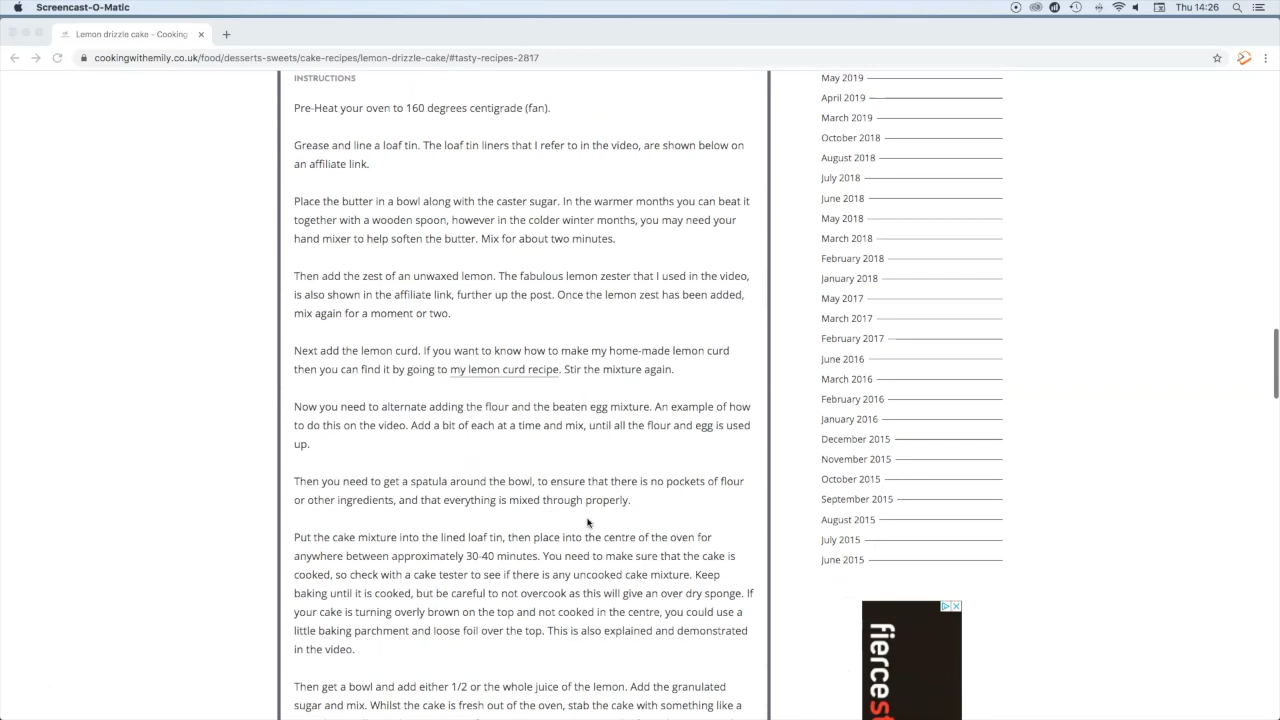 Screencast-O-Matic
Thu 14:26
Lemon drizzle cake - Cooking
cookingwithemily.co.uk/food/desserts-sweets/cake-recipes/lemon-drizzle-cake/#tasty-recipes-2817
INSTRUCTIONS
Pre-Heat your oven to 160 degrees centigrade (fan).
Grease and line a loaf tin. The loaf tin liners that I refer to in the video, are shown below on
an affiliate link.
Place the butter in a bowl along with the caster sugar. In the warmer months you can beat it
together with a wooden spoon, however in the colder winter months, you may need your
hand mixer to help soften the butter. Mix for about two minutes.
Then add the zest of an unwaxed lemon. The fabulous lemon zester that I used in the video,
is also shown in the affiliate link, further up the post. Once the lemon zest has been added,
mix again for a moment or two.
Next add the lemon curd. If you want to know how to make my home-made lemon curd
then you can find it by going to my lemon curd recipe. Stir the mixture again.
Now you need to alternate adding the flour and the beaten egg mixture. An example of how
to do this on the video. Add a bit of each at a time and mix, until all the flour and egg is used
up.
Then you need to get a spatula around the bowl, to ensure that there is no pockets of flour
or other ingredients, and that everything is mixed through properly.
Put the cake mixture into the lined loaf tin, then place into the centre of the oven for
anywhere between approximately 30-40 minutes. You need to make sure that the cake is
cooked, so check with a cake tester to see if there is any uncooked cake mixture. Keep
baking until it is cooked, but be careful to not overcook as this will give an over dry sponge. If
your cake is turning overly brown on the top and not cooked in the centre, you could use a
little baking parchment and loose foil over the top. This is also explained and demonstrated
in the video.
Then get a bowl and add either 1/2 or the whole juice of the lemon. Add the granulated
sugar and mix. Whilst the cake is fresh out of the oven, stab the cake with something like a
May 2019
April 2019
March 2019
October 2018
August 2018
July 2018
June 2018
May 2018
March 2018
February 2018
January 2018
May 2017
March 2017
February 2017
June 2016
March 2016
February 2016
January 2016
December 2015
November 2015
October 2015
September 2015
August 2015
July 2015
June 2015
fiercest